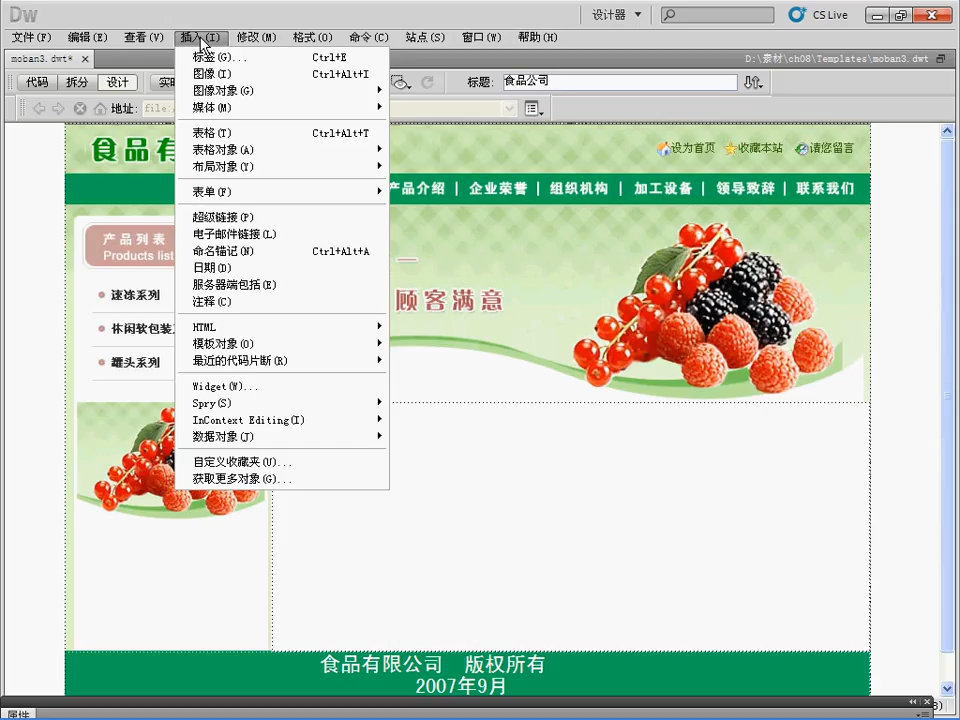 Dw
设计器
CS Live
文件(F) 编辑(E) 查看(V) 插入(I) 修改(M) 格式(O) 命令(C) 站点(S) 窗口(W) 帮助(H)
moban3.dwt* × D:\素材\ch08\Templates\moban3.dwt
代码 拆分 设计 标题: 食品公司
地址: file:
标签(G)... Ctrl+E
图像(I) Ctrl+Alt+I
图像对象(G)
媒体(M)
表格(T) Ctrl+Alt+T
表格对象(A)
布局对象(Y)
表单(F)
超级链接(P)
电子邮件链接(L)
命名锚记(N) Ctrl+Alt+A
日期(D)
服务器端包括(E)
注释(C)
HTML
模板对象(O)
最近的代码片断(R)
Widget(W)...
Spry(S)
InContext Editing(I)
数据对象(J)
自定义收藏夹(U)...
获取更多对象(G)...
食品有
设为首页 收藏本站 请您留言
产品介绍 | 企业荣誉 | 组织机构 | 加工设备 | 领导致辞 | 联系我们
产品列表
Products list
速冻系列
休闲软包装
罐头系列
顾客满意
食品有限公司 版权所有
2007年9月
属性